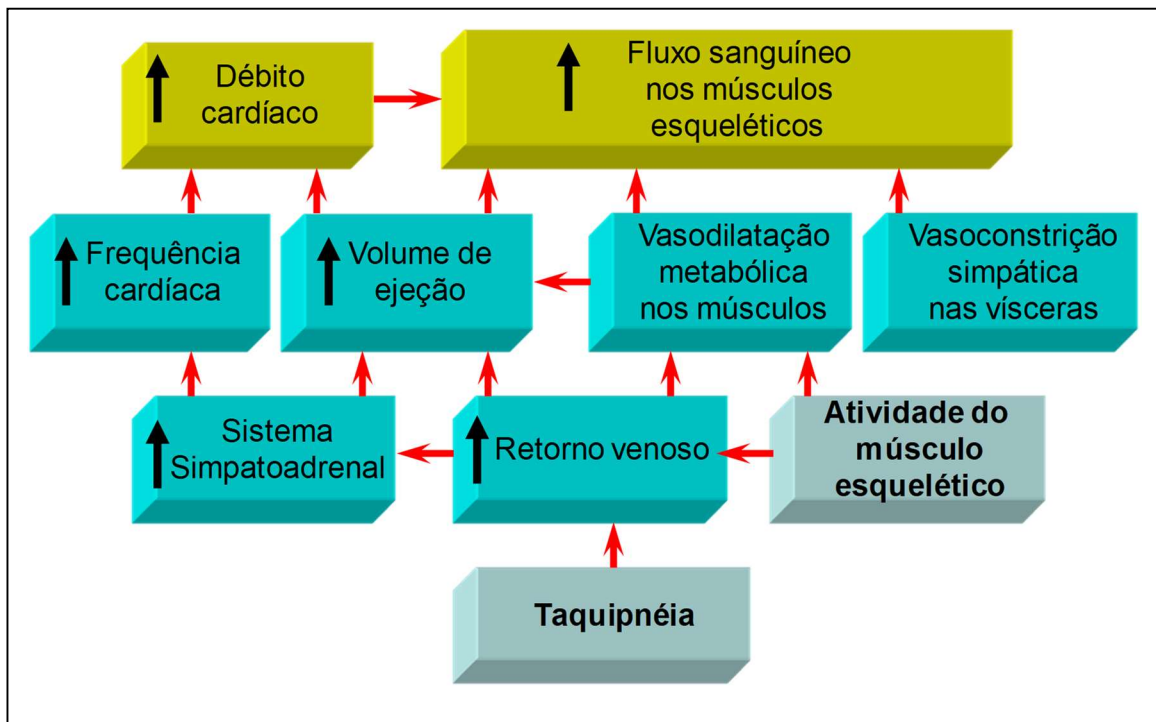 Débito
cardíaco
Fluxo sanguíneo
nos músculos
esqueléticos
Frequência
cardíaca
Volume de
ejeção
Vasodilatação
metabólica
nos músculos
Vasoconstrição
simpática
nas vísceras
Sistema
Simpatoadrenal
Retorno venoso
Atividade do
músculo
esquelético
Taquipnéia